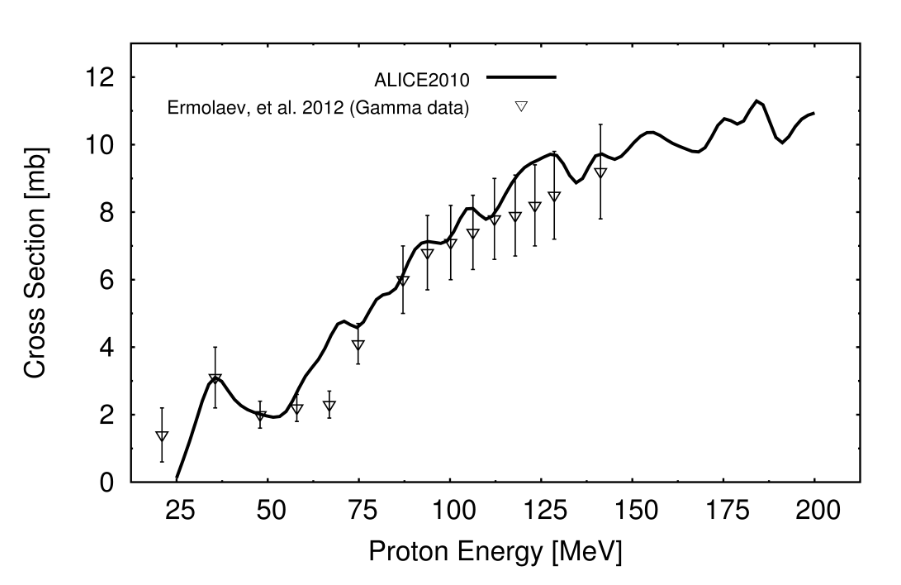 12
10
8
6
4
2
0
Cross Section [mb]
ALICE2010
Ermolaev, et al. 2012 (Gamma data)
25 50 75 100 125 150 175 200
Proton Energy [MeV]